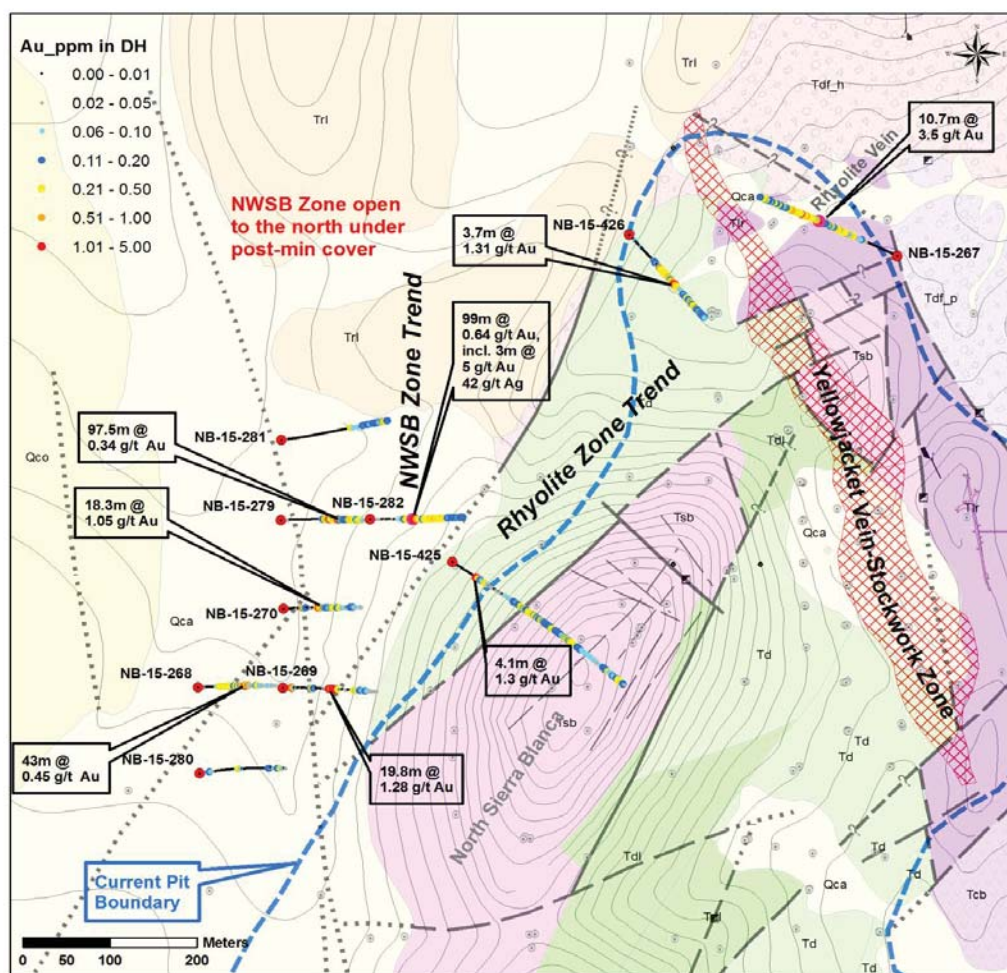 Au_ppm in DH
0.00 - 0.01
0.02 - 0.05
0.06 - 0.10
0.11 - 0.20
0.21 - 0.50
0.51 - 1.00
1.01 - 5.00
Trl
Trl
Tdf_h
N
10.7m @
3.5 g/t Au
NWSB Zone open
to the north under
post-min cover
NB-15-426
3.7m @
1.31 g/t Au
Qca
Rhyolite Vein
Tlr
NB-15-267
Tdf_p
NWSB Zone Trend
Trl
99m @
0.64 g/t Au,
incl. 3m @
5 g/t Au
42 g/t Ag
Tsb
Rhyolite Zone Trend
Yellowjacket Vein-Stockwork Zone
97.5m @
0.34 g/t Au
NB-15-281
Qco
Tdl
18.3m @
1.05 g/t Au
NB-15-279
NB-15-282
Tsb
Qca
Tlr
NB-15-425
NB-15-270
Qca
4.1m @
1.3 g/t Au
Td
NB-15-268
NB-15-269
Tsb
North Sierra Blanca
43m @
0.45 g/t Au
NB-15-280
19.8m @
1.28 g/t Au
Td
Td
Current Pit
Boundary
Tdl
Qca
Td
Td
Tcb
Td
0
100
200
Meters